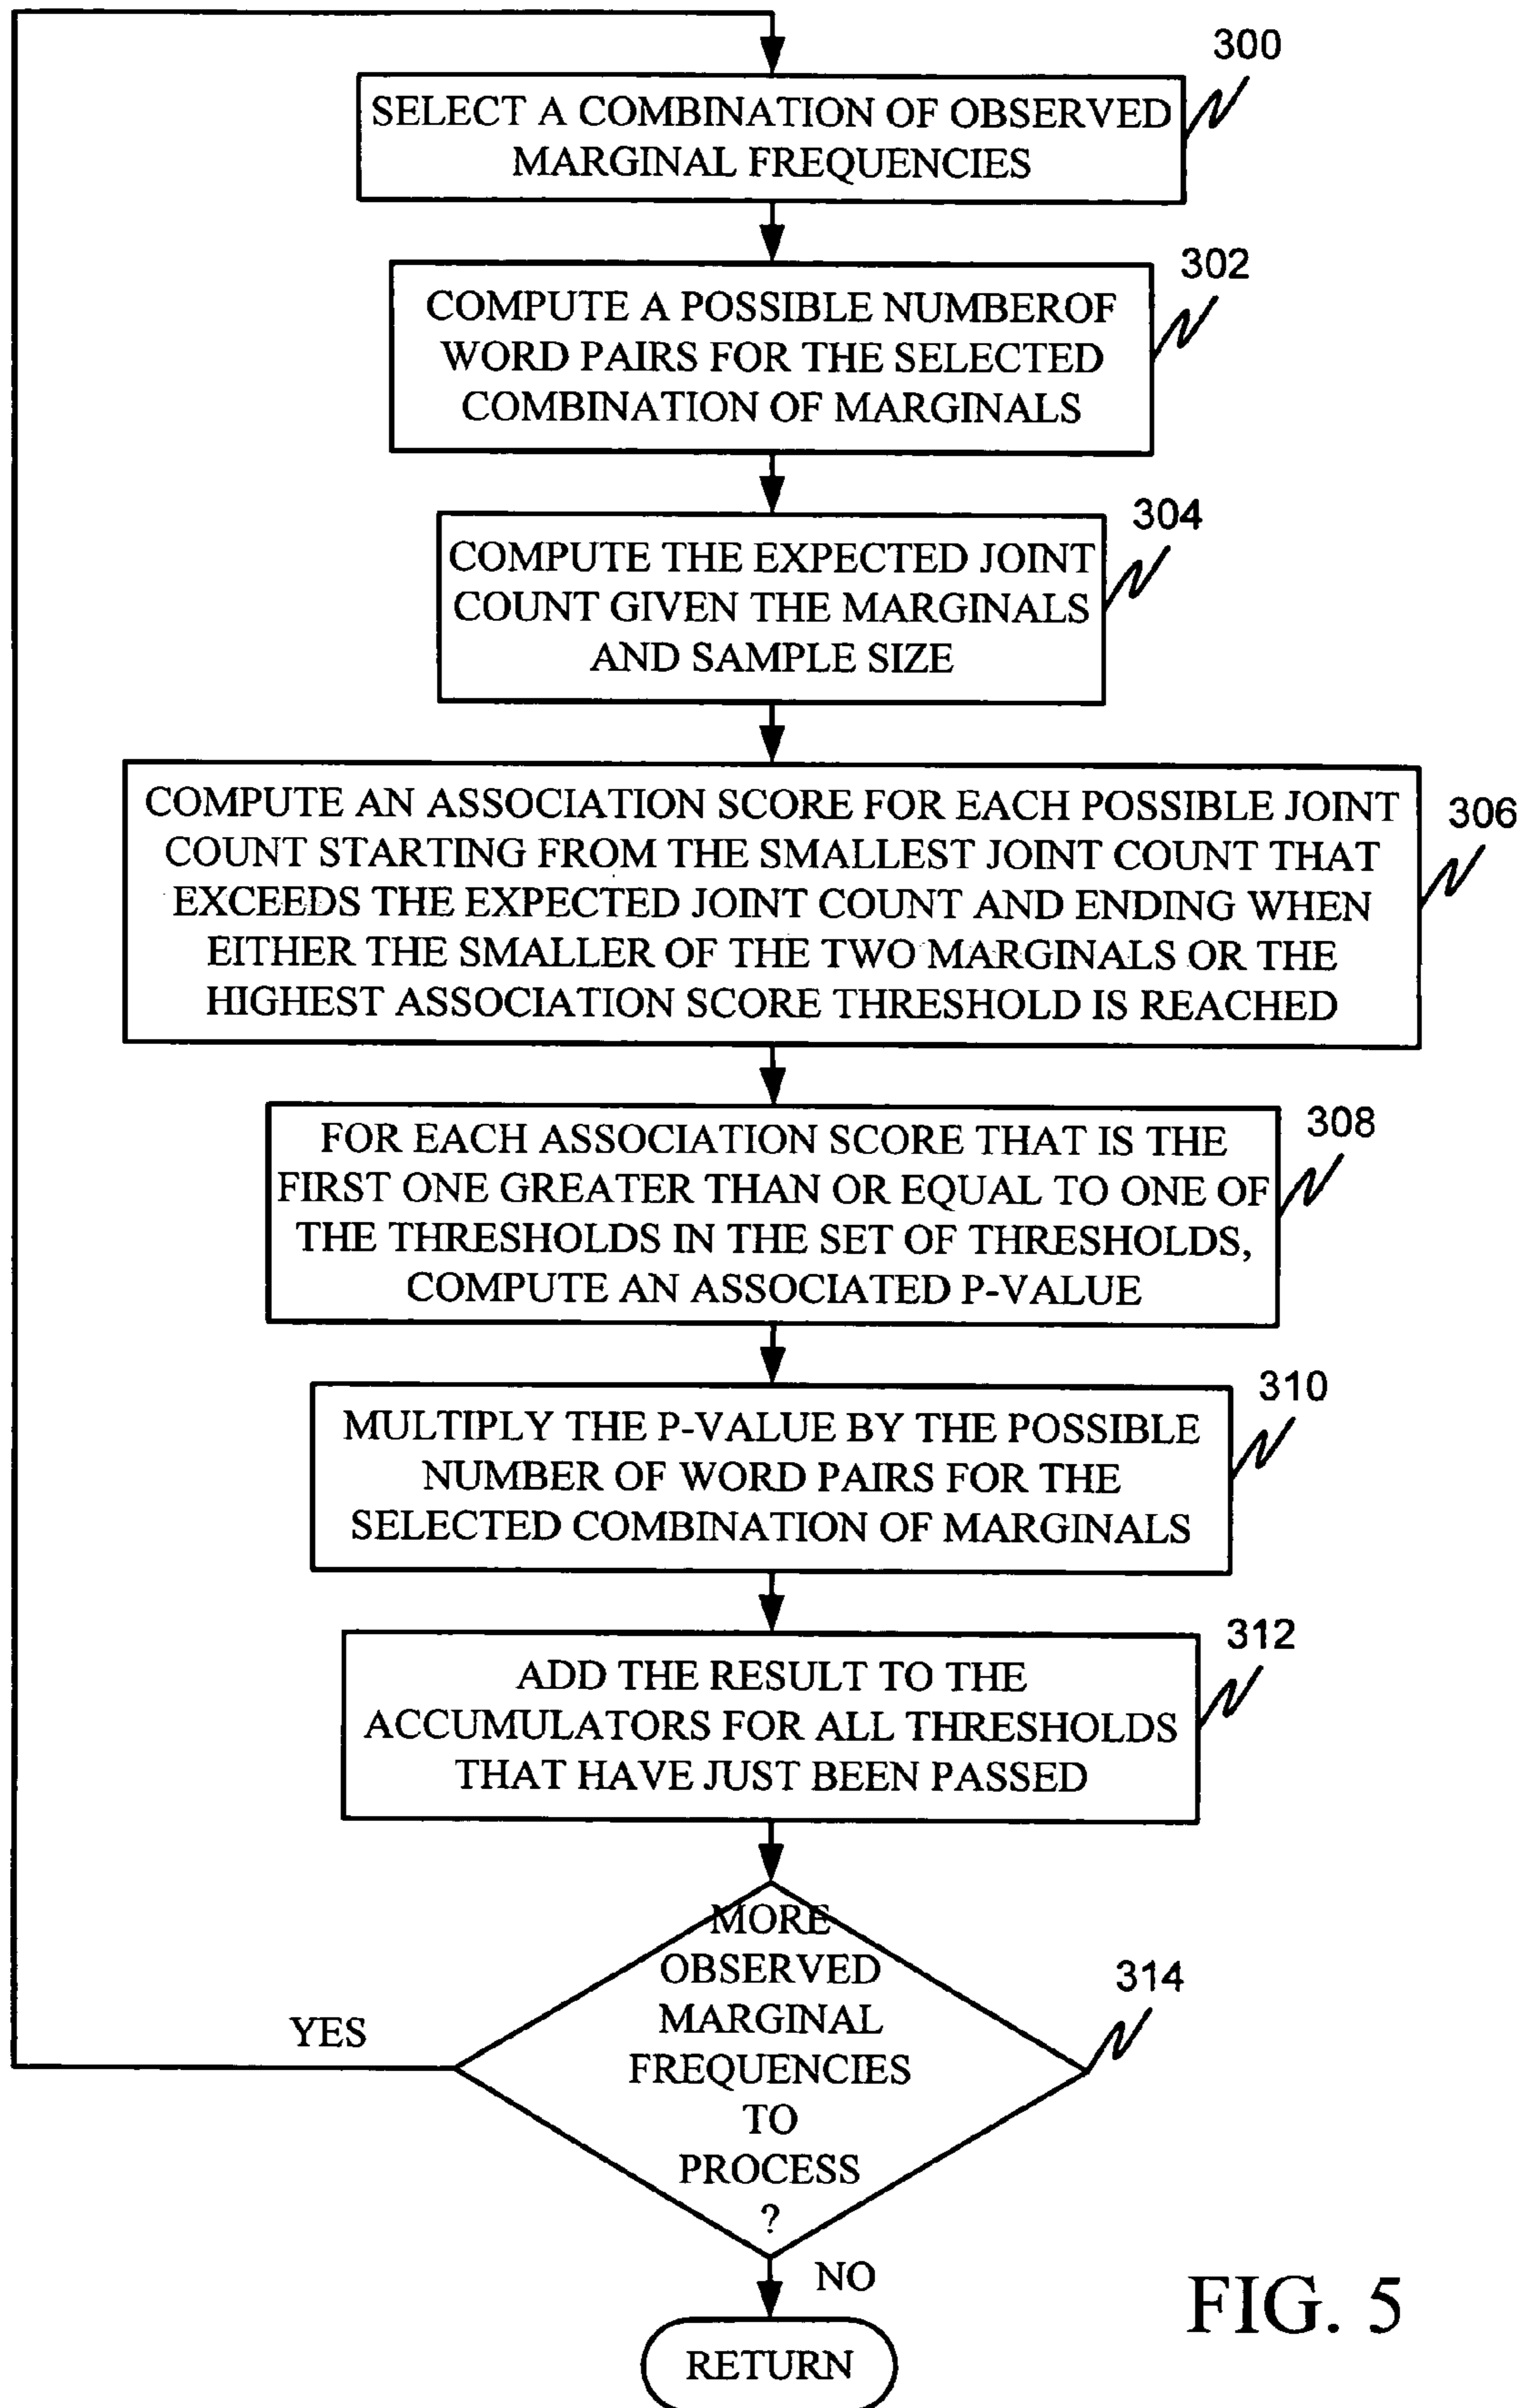 300
SELECT A COMBINATION OF OBSERVED
MARGINAL FREQUENCIES
302
COMPUTE A POSSIBLE NUMBEROF
WORD PAIRS FOR THE SELECTED
COMBINATION OF MARGINALS
304
COMPUTE THE EXPECTED JOINT
COUNT GIVEN THE MARGINALS
AND SAMPLE SIZE
306
COMPUTE AN ASSOCIATION SCORE FOR EACH POSSIBLE JOINT
COUNT STARTING FROM THE SMALLEST JOINT COUNT THAT
EXCEEDS THE EXPECTED JOINT COUNT AND ENDING WHEN
EITHER THE SMALLER OF THE TWO MARGINALS OR THE
HIGHEST ASSOCIATION SCORE THRESHOLD IS REACHED
308
FOR EACH ASSOCIATION SCORE THAT IS THE
FIRST ONE GREATER THAN OR EQUAL TO ONE OF
THE THRESHOLDS IN THE SET OF THRESHOLDS,
COMPUTE AN ASSOCIATED P-VALUE
310
MULTIPLY THE P-VALUE BY THE POSSIBLE
NUMBER OF WORD PAIRS FOR THE
SELECTED COMBINATION OF MARGINALS
312
ADD THE RESULT TO THE
ACCUMULATORS FOR ALL THRESHOLDS
THAT HAVE JUST BEEN PASSED
314
MORE
OBSERVED
MARGINAL
FREQUENCIES
TO
PROCESS
?
YES
NO
RETURN
FIG. 5